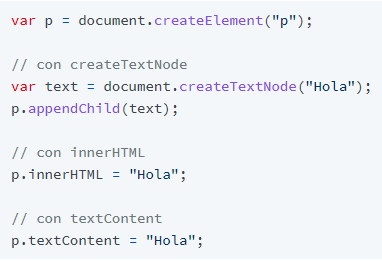 var p = document.createElement("p");
// con createTextNode
var text = document.createTextNode("Hola");
p.appendChild(text);
// con innerHTML
p.innerHTML = "Hola";
// con textContent
p.textContent = "Hola";